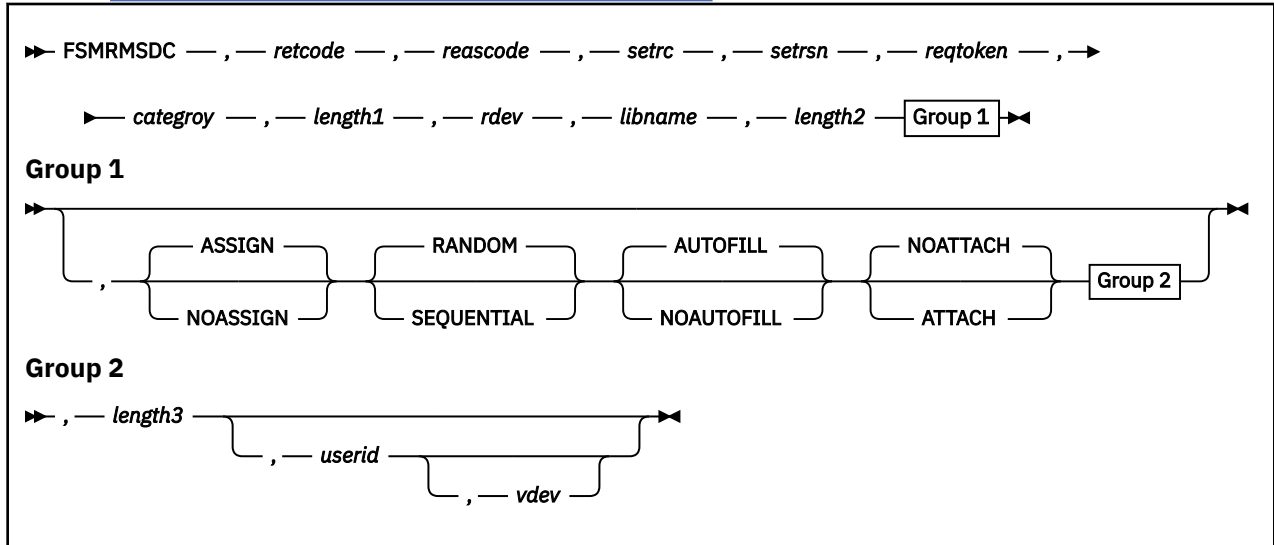 FSMRMSDC , retcode , reascode , setrc , setrsn , reqtoken ,
categroy , length1 , rdev , libname , length2 Group 1
Group 1
ASSIGN RANDOM AUTOFILL NOATTACH
, Group 2
NOASSIGN SEQUENTIAL NOAUTOFILL ATTACH
Group 2
, length3
, userid
, vdev